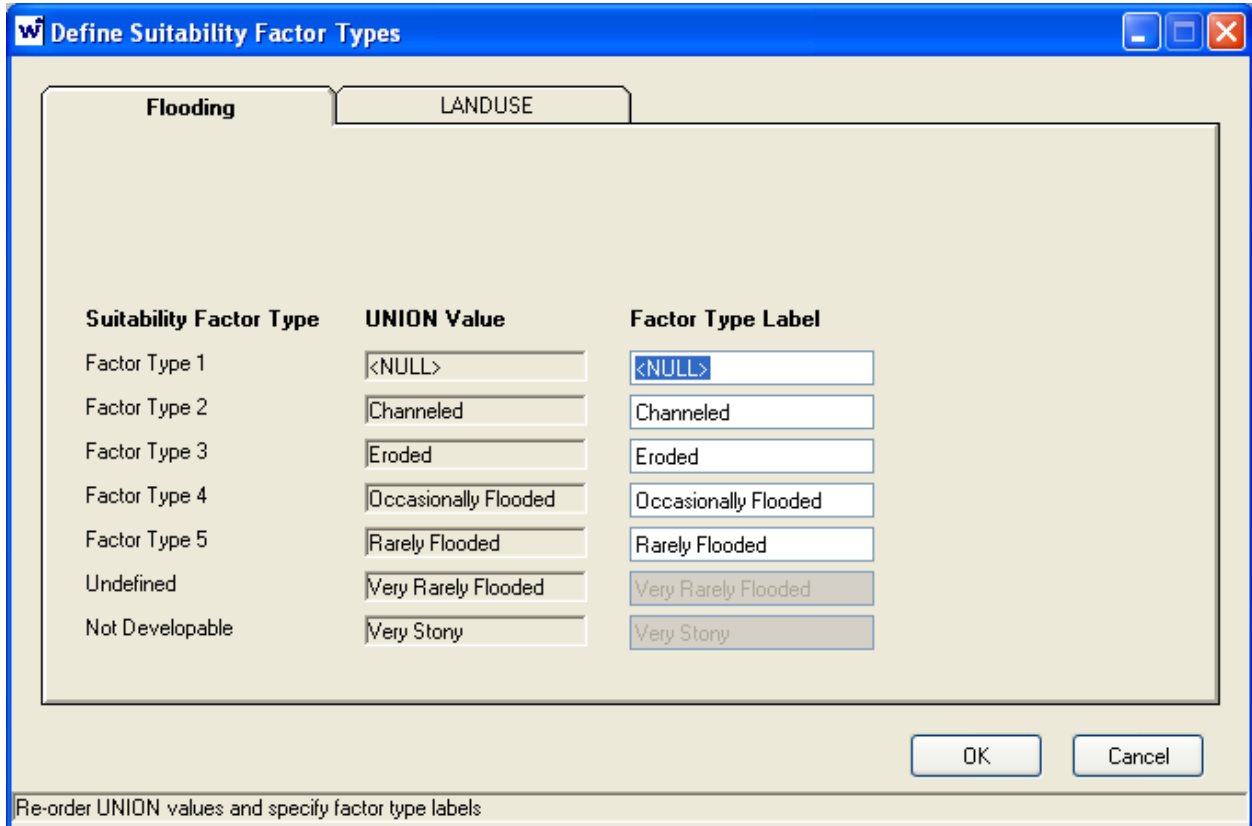 Define Suitability Factor Types
Flooding LANDUSE
Suitability Factor Type UNION Value Factor Type Label
Factor Type 1 <NULL> <NULL>
Factor Type 2 Channeled Channeled
Factor Type 3 Eroded Eroded
Factor Type 4 Occasionally Flooded Occasionally Flooded
Factor Type 5 Rarely Flooded Rarely Flooded
Undefined Very Rarely Flooded Very Rarely Flooded
Not Developable Very Stony Very Stony
OK Cancel
Re-order UNION values and specify factor type labels